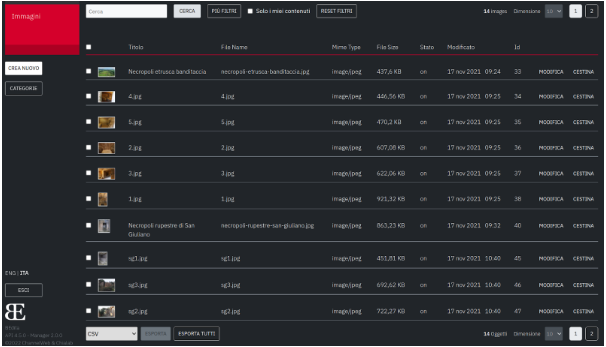 Immagini
Cerca CERCA PIÙ FILTRI Solo i miei contenuti RESET FILTRI 14 images Dimensione 10 1 2
Titolo File Name Mime Type File Size Stato Modificato Id
CREA NUOVO
CATEGORIE
Necropoli etrusca banditaccia necropoli-etrusca-banditaccia.jpg image/jpeg 437,6 KB on 17 nov 2021 09:24 33 MODIFICA CESTINA
4.jpg 4.jpg image/jpeg 446,56 KB on 17 nov 2021 09:25 34 MODIFICA CESTINA
5.jpg 5.jpg image/jpeg 470,2 KB on 17 nov 2021 09:25 35 MODIFICA CESTINA
2.jpg 2.jpg image/jpeg 607,08 KB on 17 nov 2021 09:25 36 MODIFICA CESTINA
3.jpg 3.jpg image/jpeg 622,06 KB on 17 nov 2021 09:25 37 MODIFICA CESTINA
1.jpg 1.jpg image/jpeg 921,32 KB on 17 nov 2021 09:25 38 MODIFICA CESTINA
Necropoli rupestre di San Giuliano necropoli-rupestre-san-giuliano.jpg image/jpeg 863,23 KB on 17 nov 2021 09:32 40 MODIFICA CESTINA
sg1.jpg sg1.jpg image/jpeg 451,81 KB on 17 nov 2021 10:40 45 MODIFICA CESTINA
sg3.jpg sg3.jpg image/jpeg 692,62 KB on 17 nov 2021 10:40 46 MODIFICA CESTINA
sg2.jpg sg2.jpg image/jpeg 722,27 KB on 17 nov 2021 10:40 47 MODIFICA CESTINA
ENG | ITA
ESCI
CSV ESPORTA ESPORTA TUTTI 14 Oggetti Dimensione 10 1 2